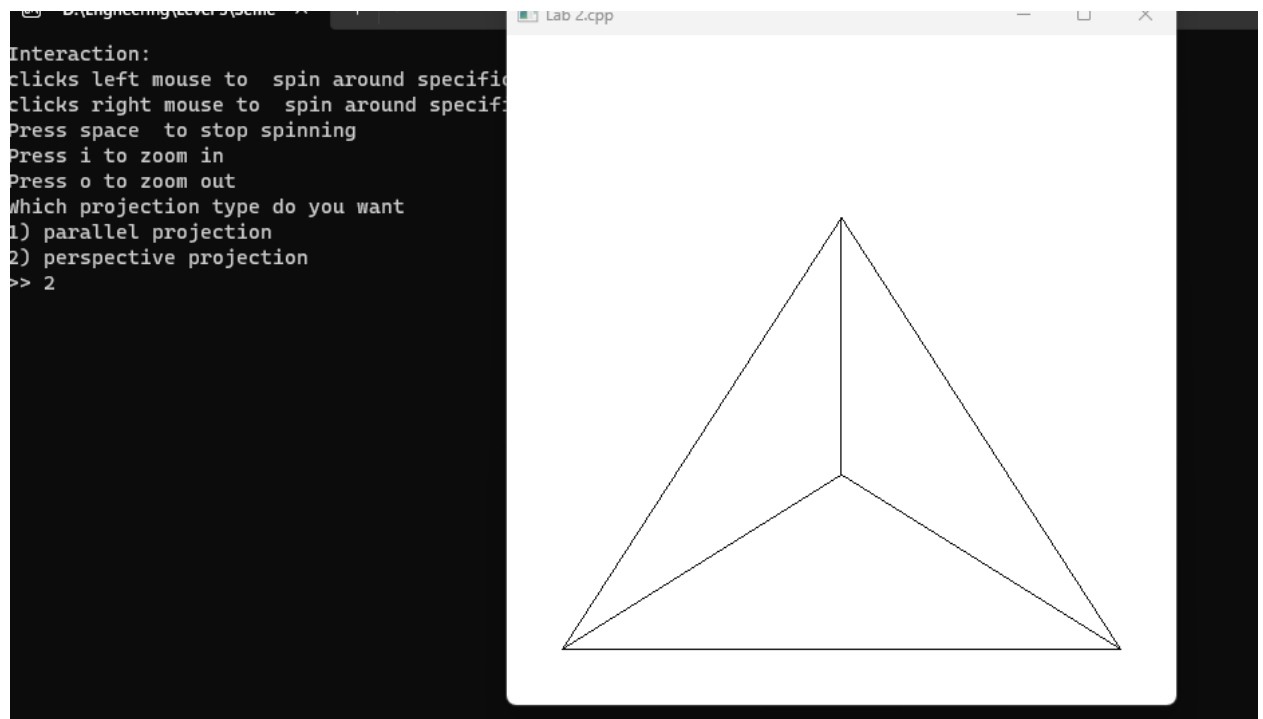 Lab 2.cpp
Interaction:
clicks left mouse to  spin around specific
clicks right mouse to  spin around specif
Press space  to stop spinning
Press i to zoom in
Press o to zoom out
Which projection type do you want
1) parallel projection
2) perspective projection
>> 2